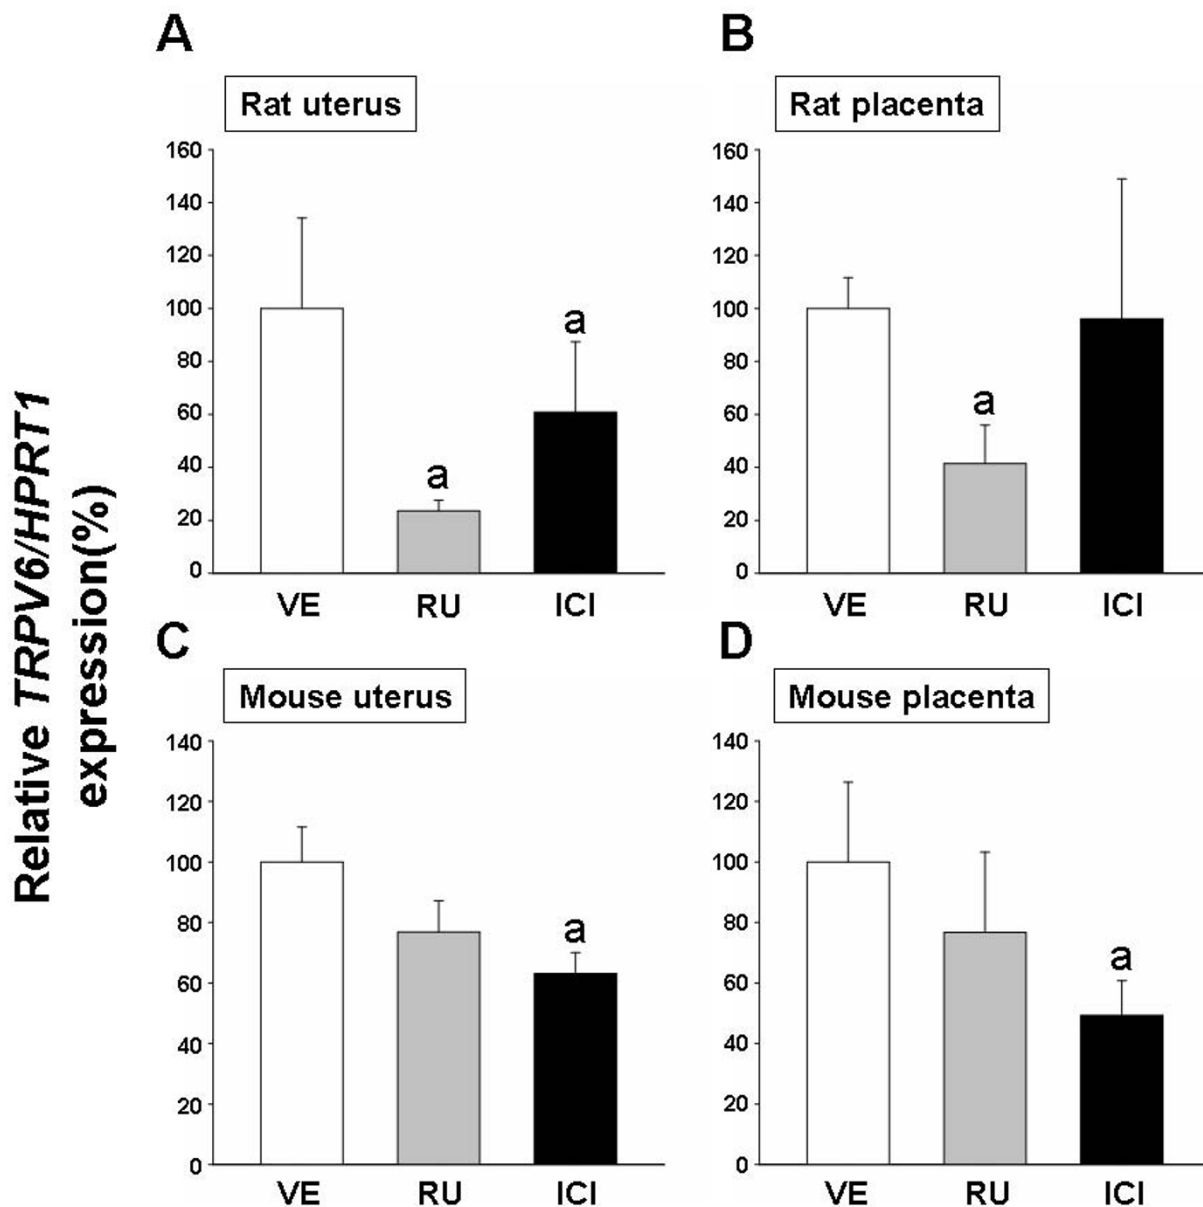 A
Rat uterus
160
140
120
100
80
60
40
20
0
a
a
VE RU ICI
B
Rat placenta
160
140
120
100
80
60
40
20
0
a
VE RU ICI
Relative TRPV6/HPRT1
expression(%)
C
Mouse uterus
140
120
100
80
60
40
20
0
a
VE RU ICI
D
Mouse placenta
140
120
100
80
60
40
20
0
a
VE RU ICI